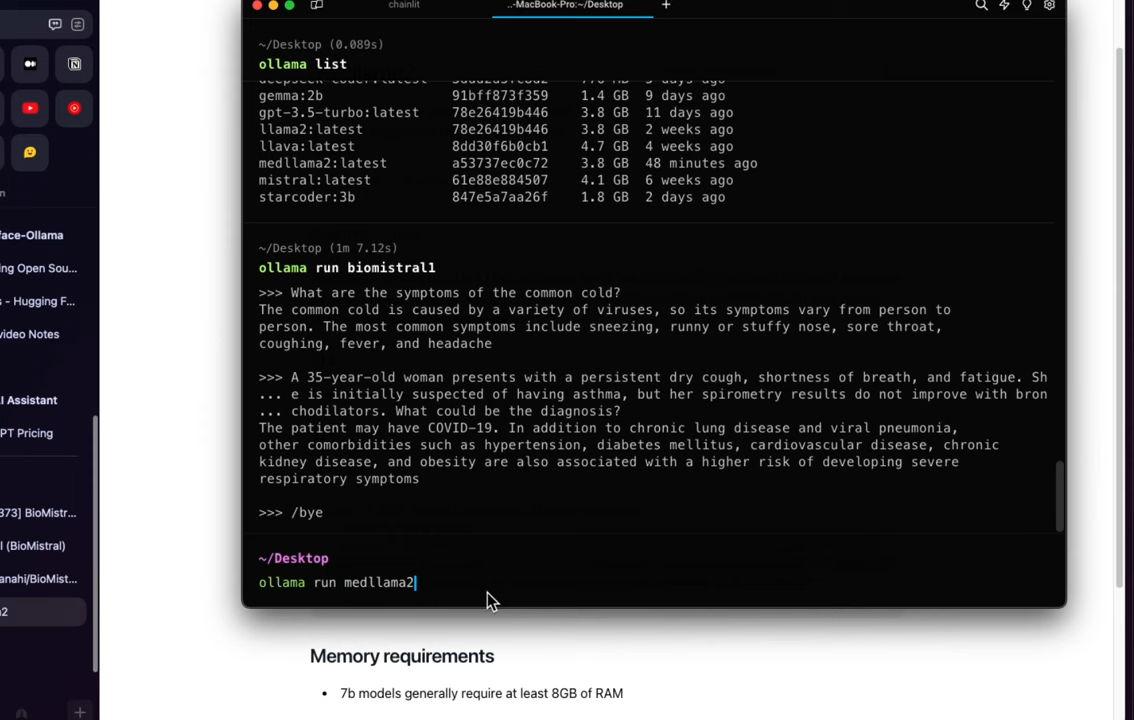 chainlit
..-MacBook-Pro:~/Desktop
~/Desktop (0.089s)
ollama list
gemma:2b 91bff873f359 1.4 GB 9 days ago
gpt-3.5-turbo:latest 78e26419b446 3.8 GB 11 days ago
llama2:latest 78e26419b446 3.8 GB 2 weeks ago
llava:latest 8dd30f6b0cb1 4.7 GB 4 weeks ago
medllama2:latest a53737ec0c72 3.8 GB 48 minutes ago
mistral:latest 61e88e884507 4.1 GB 6 weeks ago
starcoder:3b 847e5a7aa26f 1.8 GB 2 days ago
~/Desktop (1m 7.12s)
ollama run biomistral1
>>> What are the symptoms of the common cold?
The common cold is caused by a variety of viruses, so its symptoms vary from person to
person. The most common symptoms include sneezing, runny or stuffy nose, sore throat,
coughing, fever, and headache
>>> A 35-year-old woman presents with a persistent dry cough, shortness of breath, and fatigue. Sh
... e is initially suspected of having asthma, but her spirometry results do not improve with bron
... chodilators. What could be the diagnosis?
The patient may have COVID-19. In addition to chronic lung disease and viral pneumonia,
other comorbidities such as hypertension, diabetes mellitus, cardiovascular disease, chronic
kidney disease, and obesity are also associated with a higher risk of developing severe
respiratory symptoms
>>> /bye
~/Desktop
ollama run medllama2
face-Ollama
ing Open Sou...
s - Hugging F...
video Notes
I Assistant
PT Pricing
373] BioMistr...
l (BioMistral)
anahi/BioMist...
a2
Memory requirements
• 7b models generally require at least 8GB of RAM